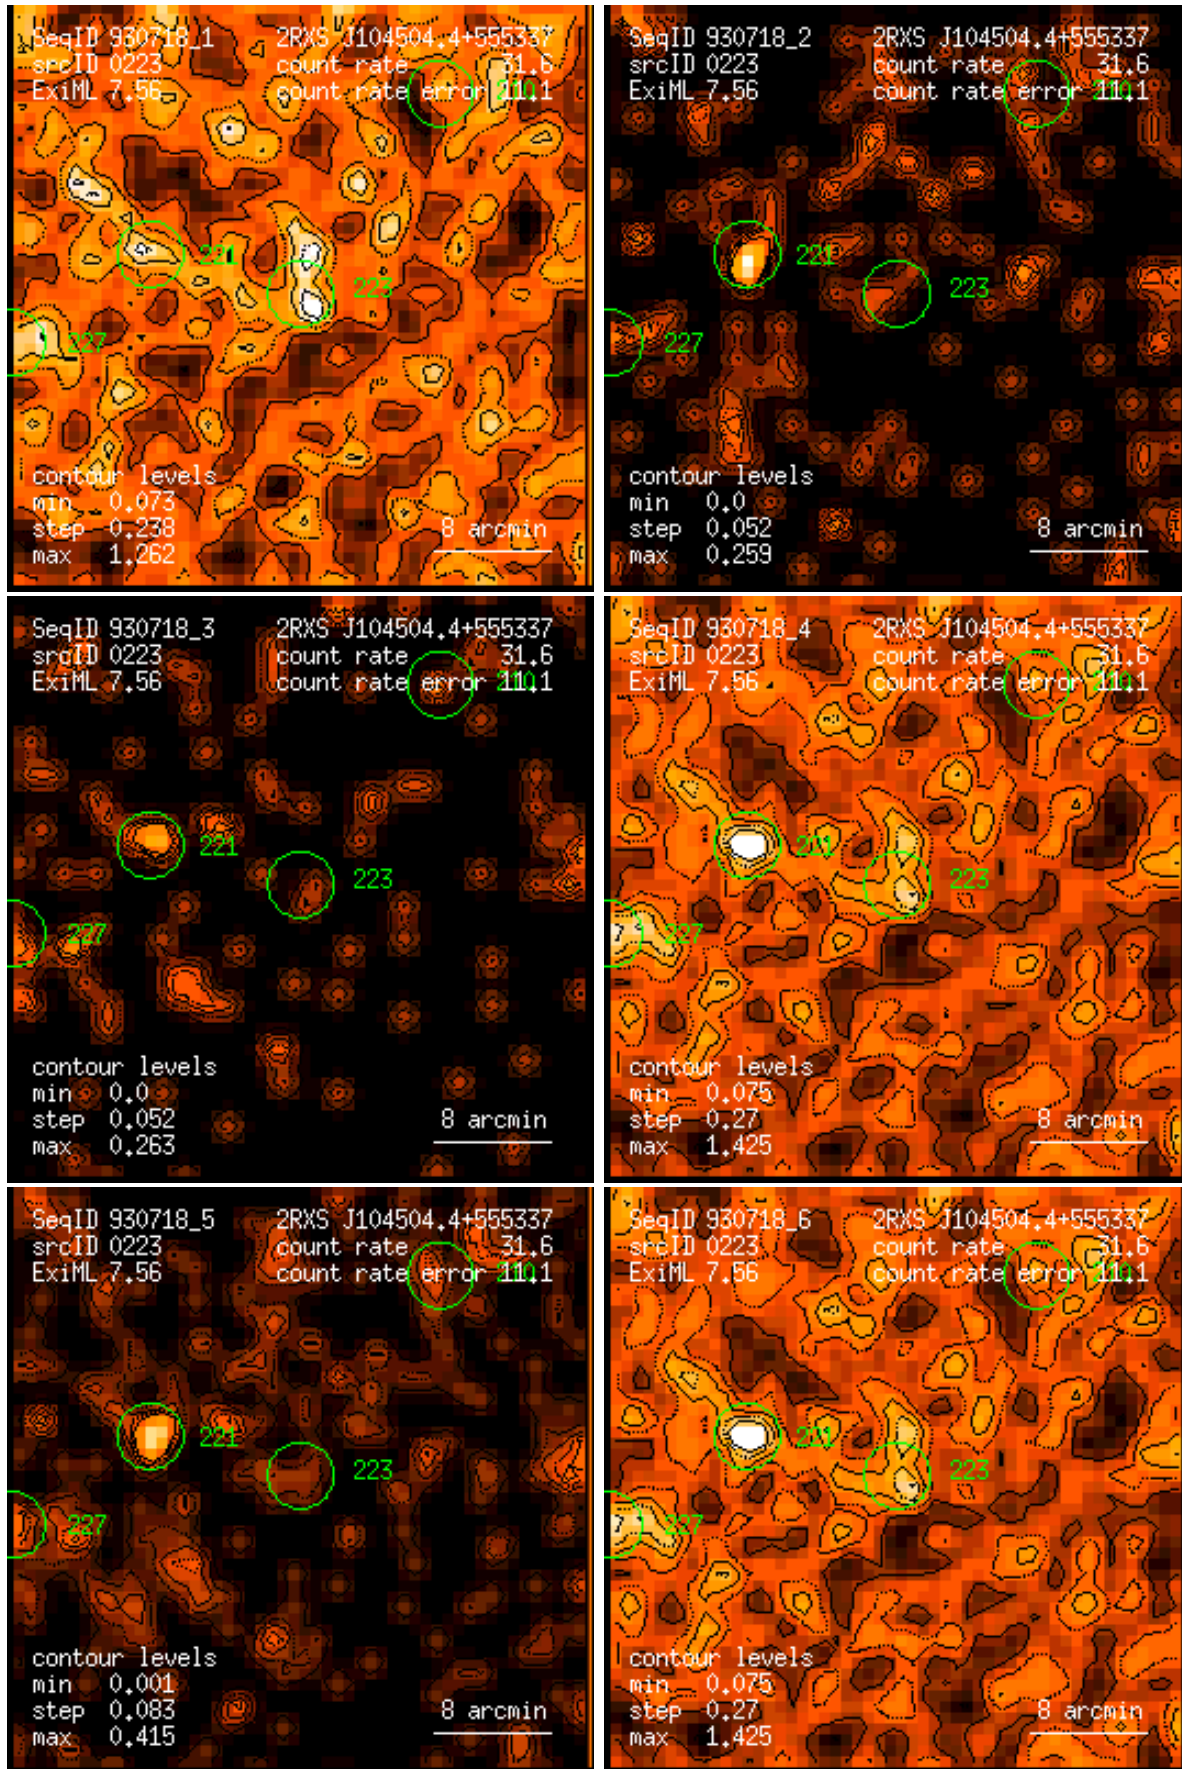 SeqID 930718_1 2RXS J104504.4+555337
srcID 0223 count rate 31.6
ExiML 7.56 count rate error 11.1
221
223
227
contour levels
min 0.073
step 0.238 8 arcmin
max 1.262
SeqID 930718_2 2RXS J104504.4+555337
srcID 0223 count rate 31.6
ExiML 7.56 count rate error 11.1
221
223
227
contour levels
min 0.0
step 0.052 8 arcmin
max 0.259
SeqID 930718_3 2RXS J104504.4+555337
srcID 0223 count rate 31.6
ExiML 7.56 count rate error 11.1
221
223
227
contour levels
min 0.0
step 0.052 8 arcmin
max 0.263
SeqID 930718_4 2RXS J104504.4+555337
srcID 0223 count rate 31.6
ExiML 7.56 count rate error 11.1
221
223
227
contour levels
min 0.075
step 0.27 8 arcmin
max 1.425
SeqID 930718_5 2RXS J104504.4+555337
srcID 0223 count rate 31.6
ExiML 7.56 count rate error 11.1
221
223
227
contour levels
min 0.001
step 0.083 8 arcmin
max 0.415
SeqID 930718_6 2RXS J104504.4+555337
srcID 0223 count rate 31.6
ExiML 7.56 count rate error 11.1
221
223
227
contour levels
min 0.075
step 0.27 8 arcmin
max 1.425